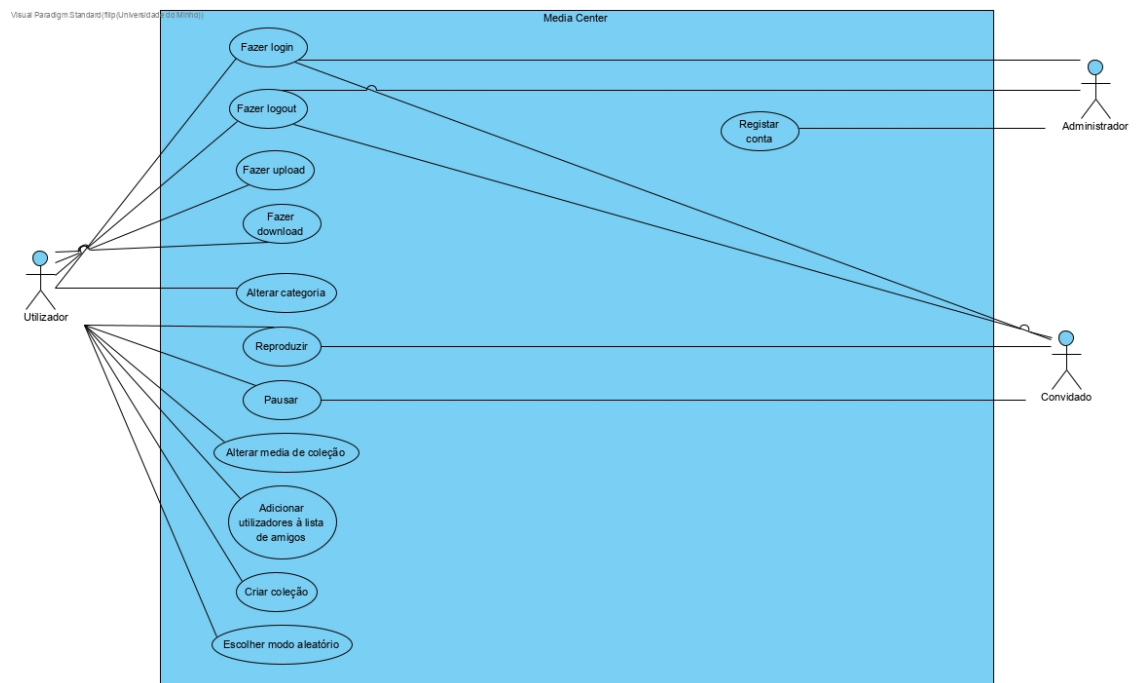 Visual Paradigm Standard(filip(Universidade do Minho))
Media Center
Fazer login
Fazer logout
Administrador
Registar
conta
Fazer upload
Fazer
download
Utilizador
Alterar categoria
Reproduzir
Convidado
Pausar
Alterar media de coleção
Adicionar
utilizadores à lista
de amigos
Criar coleção
Escolher modo aleatório